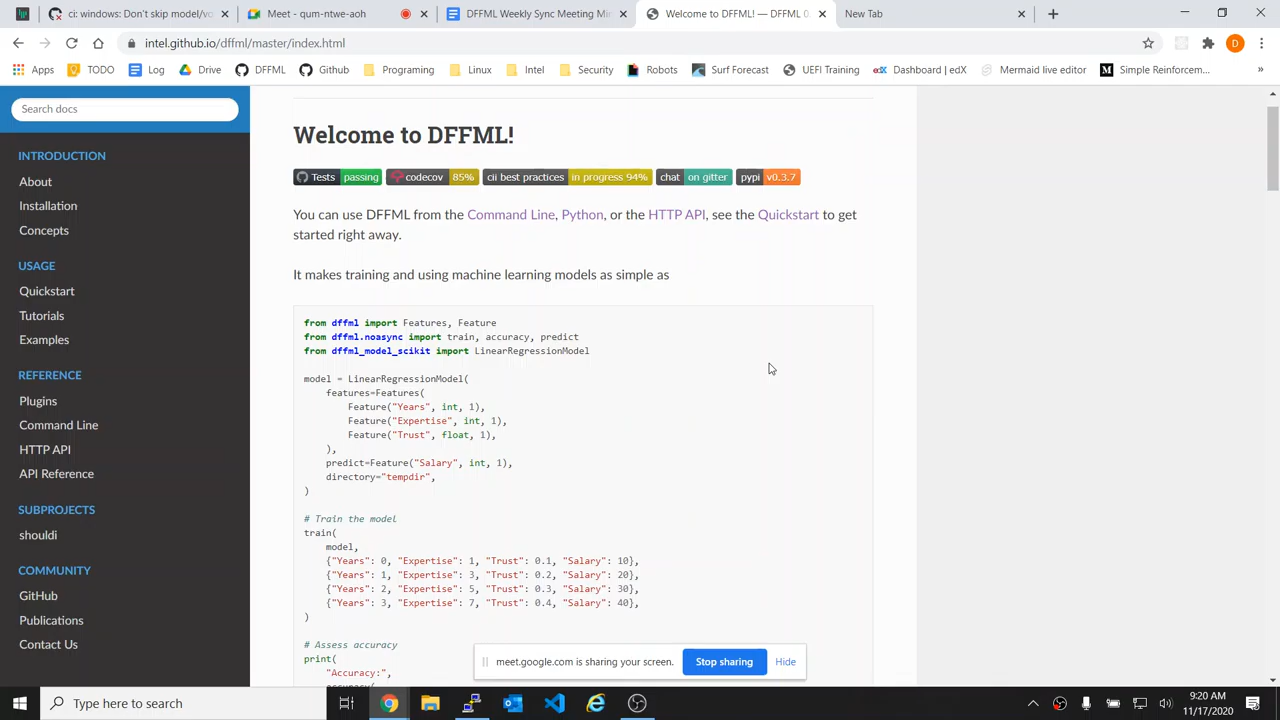 ci: windows: Don't skip model/vo
Meet - qum-ntwe-aoh
DFFML Weekly Sync Meeting Mi
Welcome to DFFML! — DFFML 0.
New Tab
intel.github.io/dffml/master/index.html
D
Apps
TODO
Log
Drive
DFFML
Github
Programing
Linux
Intel
Security
Robots
Surf Forecast
UEFI Training
edX
Dashboard | edX
Mermaid live editor
M
Simple Reinforcem...
»
Search docs
INTRODUCTION
About
Installation
Concepts
USAGE
Quickstart
Tutorials
Examples
REFERENCE
Plugins
Command Line
HTTP API
API Reference
SUBPROJECTS
shouldi
COMMUNITY
GitHub
Publications
Contact Us
Welcome to DFFML!
Tests passing codecov 85% cii best practices in progress 94% chat on gitter pypi v0.3.7
You can use DFFML from the Command Line, Python, or the HTTP API, see the Quickstart to get
started right away.
It makes training and using machine learning models as simple as
from dffml import Features, Feature
from dffml.noasync import train, accuracy, predict
from dffml_model_scikit import LinearRegressionModel
model = LinearRegressionModel(
features=Features(
Feature("Years", int, 1),
Feature("Expertise", int, 1),
Feature("Trust", float, 1),
),
predict=Feature("Salary", int, 1),
directory="tempdir",
)
# Train the model
train(
model,
{"Years": 0, "Expertise": 1, "Trust": 0.1, "Salary": 10},
{"Years": 1, "Expertise": 3, "Trust": 0.2, "Salary": 20},
{"Years": 2, "Expertise": 5, "Trust": 0.3, "Salary": 30},
{"Years": 3, "Expertise": 7, "Trust": 0.4, "Salary": 40},
)
# Assess accuracy
print(
"Accuracy:",
accuracy(
meet.google.com is sharing your screen.
Stop sharing
Hide
Type here to search
9:20 AM
11/17/2020